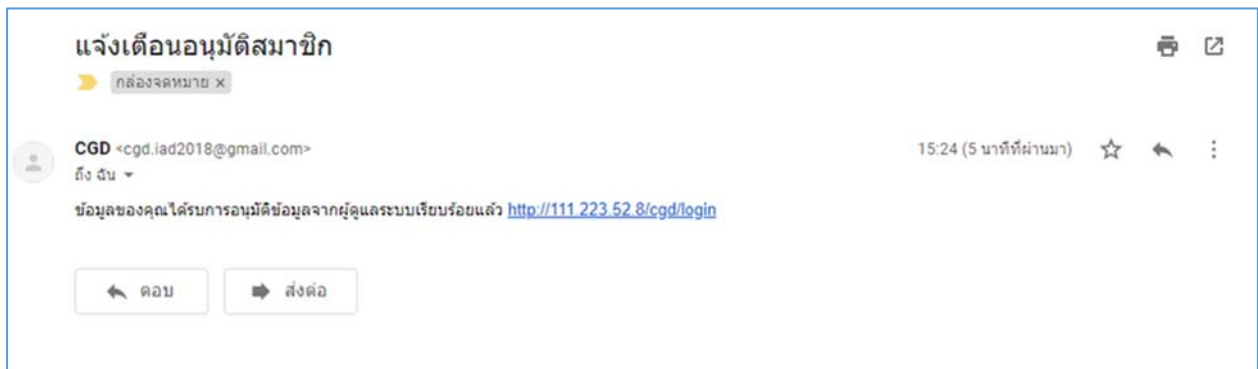 แจ้งเตือนอนุมัติสมาชิก
กล่องจดหมาย ×
CGD <cgd.iad2018@gmail.com>
15:24 (5 นาทีที่ผ่านมา)
ถึง ฉัน
ข้อมูลของคุณได้รับการอนุมัติข้อมูลจากผู้ดูแลระบบเรียบร้อยแล้ว http://111.223.52.8/cgd/login
ตอบ
ส่งต่อ